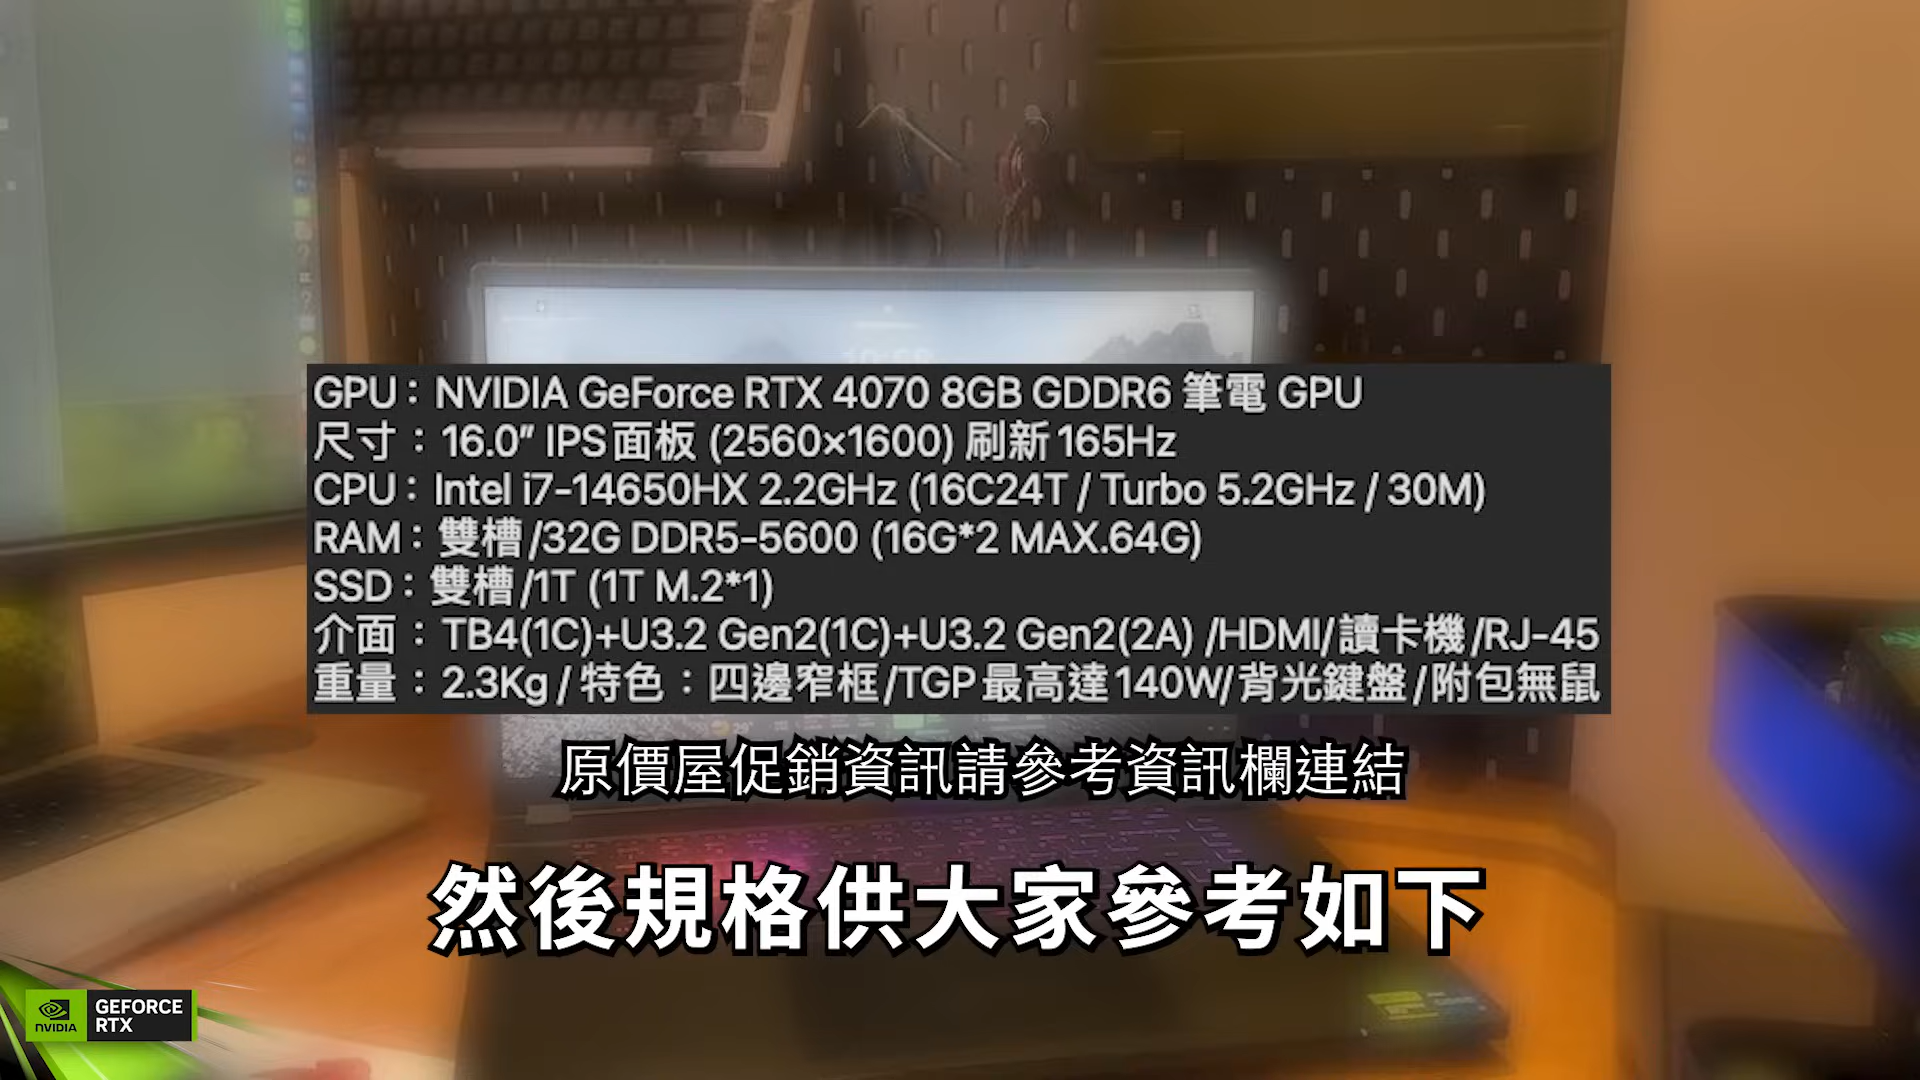 GPU：NVIDIA GeForce RTX 4070 8GB GDDR6 筆電 GPU
尺寸：16.0” IPS面板 (2560×1600) 刷新165Hz
CPU：Intel i7-14650HX 2.2GHz (16C24T / Turbo 5.2GHz / 30M)
RAM：雙槽/32G DDR5-5600 (16G*2 MAX.64G)
SSD：雙槽/1T (1T M.2*1)
介面：TB4(1C)+U3.2 Gen2(1C)+U3.2 Gen2(2A) /HDMI/讀卡機/RJ-45
重量：2.3Kg / 特色：四邊窄框/TGP最高達140W/背光鍵盤/附包無鼠
原價屋促銷資訊請參考資訊欄連結
然後規格供大家參考如下
NVIDIA
GEFORCE
RTX